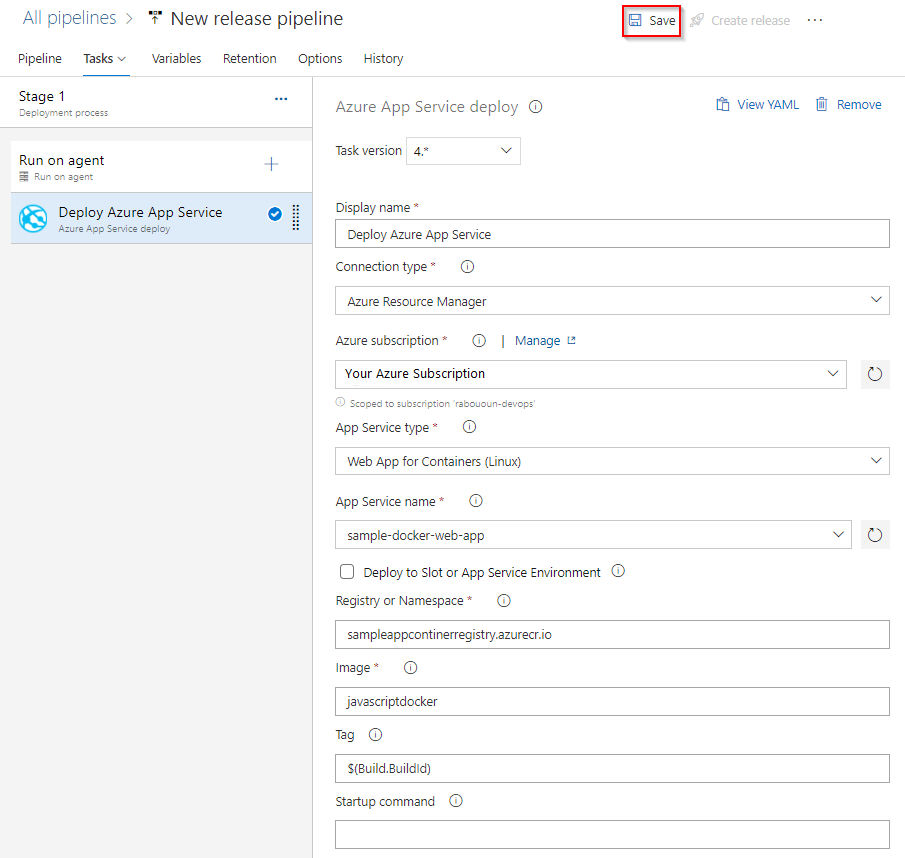 All pipelines > New release pipeline
Save
Create release
Pipeline
Tasks
Variables
Retention
Options
History
Stage 1
Deployment process
Run on agent
Run on agent
Deploy Azure App Service
Azure App Service deploy
Azure App Service deploy
View YAML
Remove
Task version
4.*
Display name *
Deploy Azure App Service
Connection type *
Azure Resource Manager
Azure subscription *
| Manage
Your Azure Subscription
Scoped to subscription 'rabououn-devops'
App Service type *
Web App for Containers (Linux)
App Service name *
sample-docker-web-app
Deploy to Slot or App Service Environment
Registry or Namespace *
sampleappcontinerregistry.azurecr.io
Image *
javascriptdocker
Tag
$(Build.BuildId)
Startup command